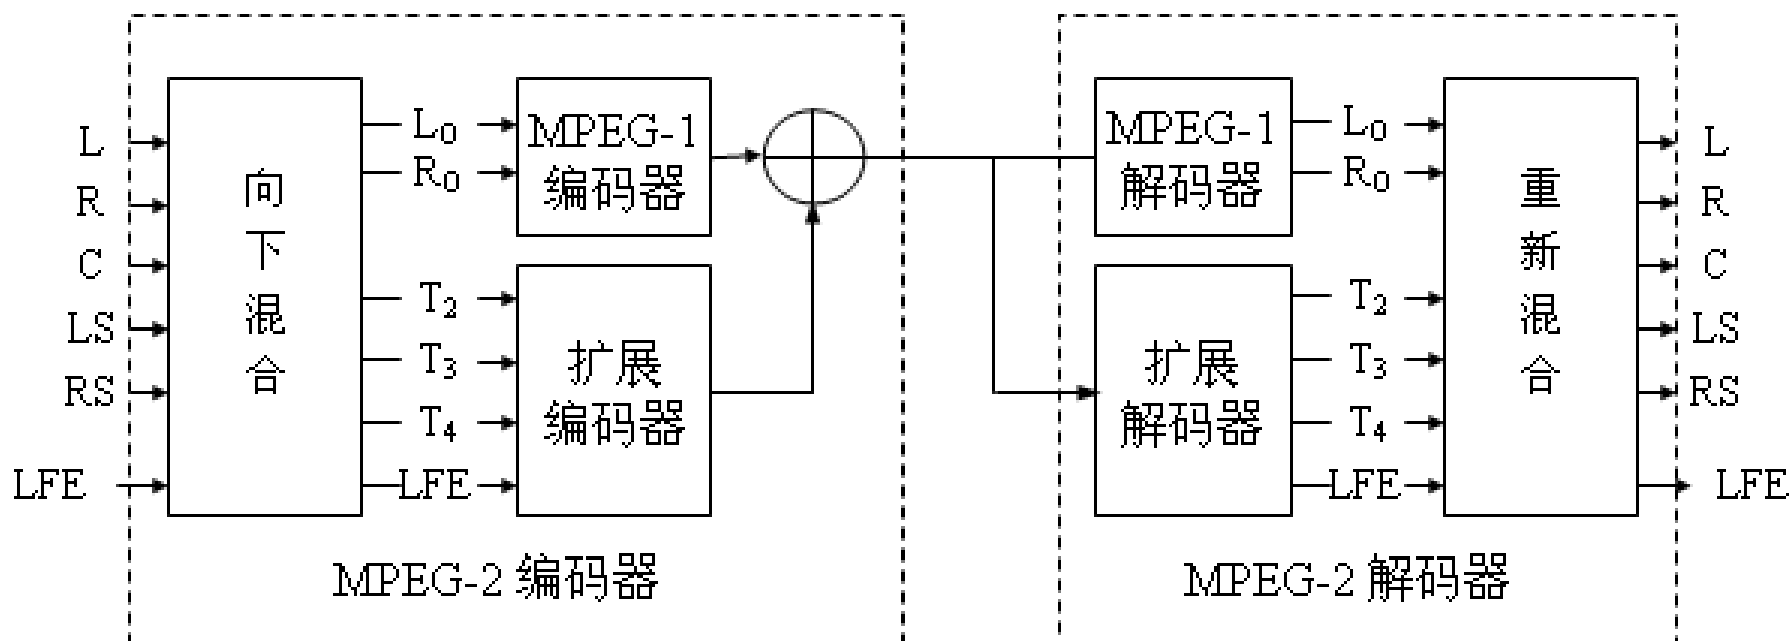 L
R
C
LS
RS
LFE
向下混合
L0
R0
T2
T3
T4
LFE
MPEG-1
编码器
扩展
编码器
MPEG-2 编码器
MPEG-1
解码器
扩展
解码器
L0
R0
T2
T3
T4
LFE
重新混合
L
R
C
LS
RS
LFE
MPEG-2 解码器